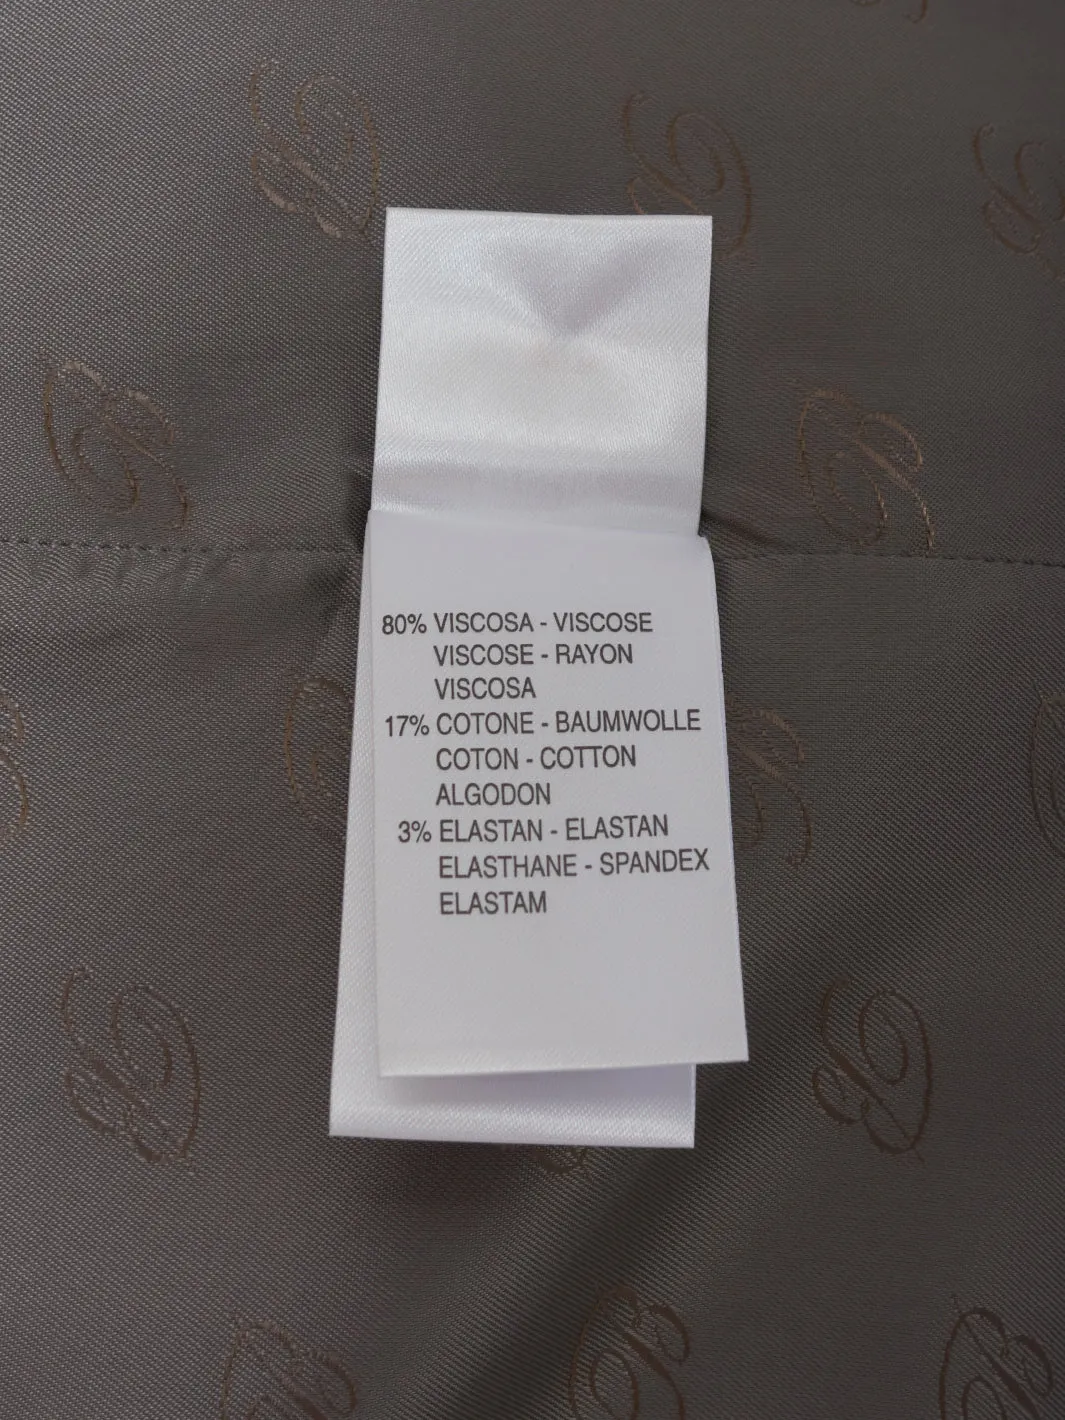 80% VISCOSA - VISCOSE
VISCOSE - RAYON
VISCOSA
17% COTONE - BAUMWOLLE
COTON - COTTON
ALGODON
3% ELASTAN - ELASTAN
ELASTHANE - SPANDEX
ELASTAM